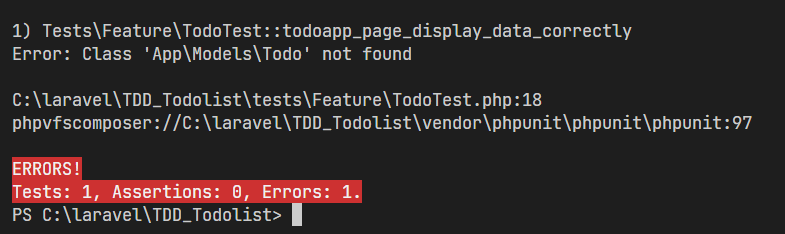 1) Tests\Feature\TodoTest::todoapp_page_display_data_correctly
Error: Class 'App\Models\Todo' not found
C:\laravel\TDD_Todolist\tests\Feature\TodoTest.php:18
phpvfscomposer://C:\laravel\TDD_Todolist\vendor\phpunit\phpunit\phpunit:97
ERRORS!
Tests: 1, Assertions: 0, Errors: 1.
PS C:\laravel\TDD_Todolist>